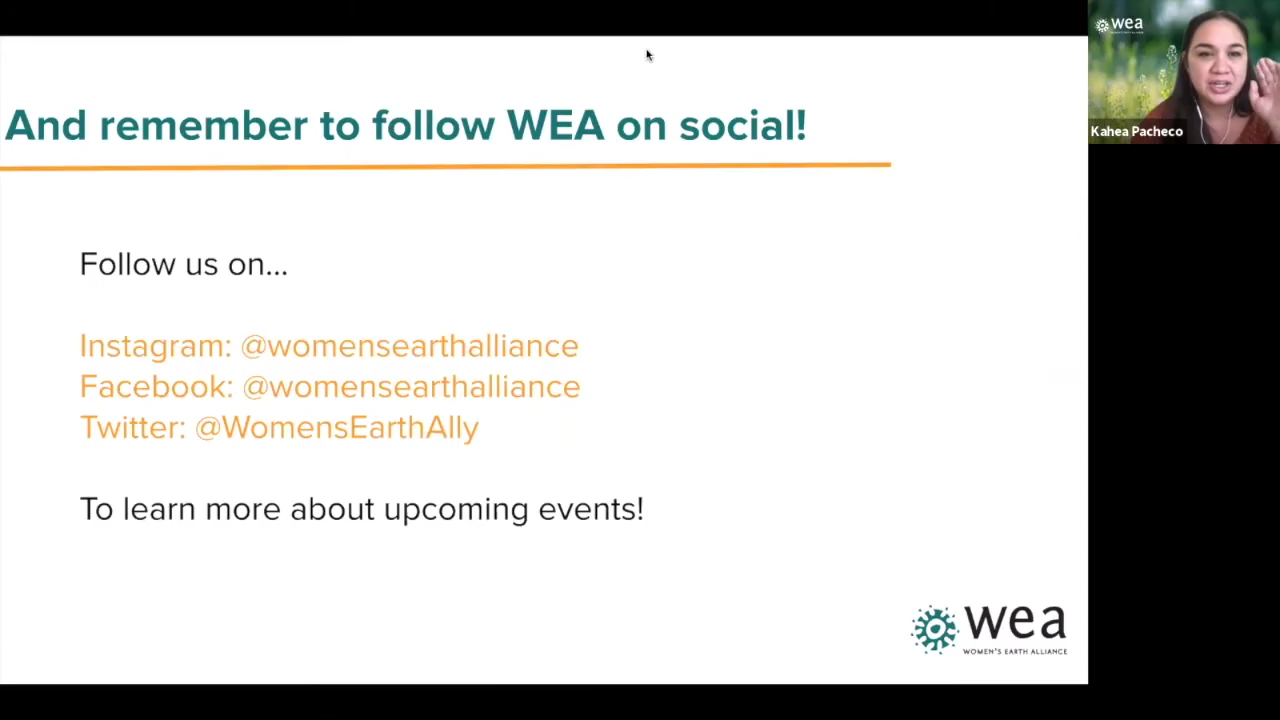 And remember to follow WEA on social!
Follow us on...
Instagram: @womensearthalliance
Facebook: @womensearthalliance
Twitter: @WomensEarthAlly
To learn more about upcoming events!
wea
WOMEN'S EARTH ALLIANCE
wea
Kahea Pacheco